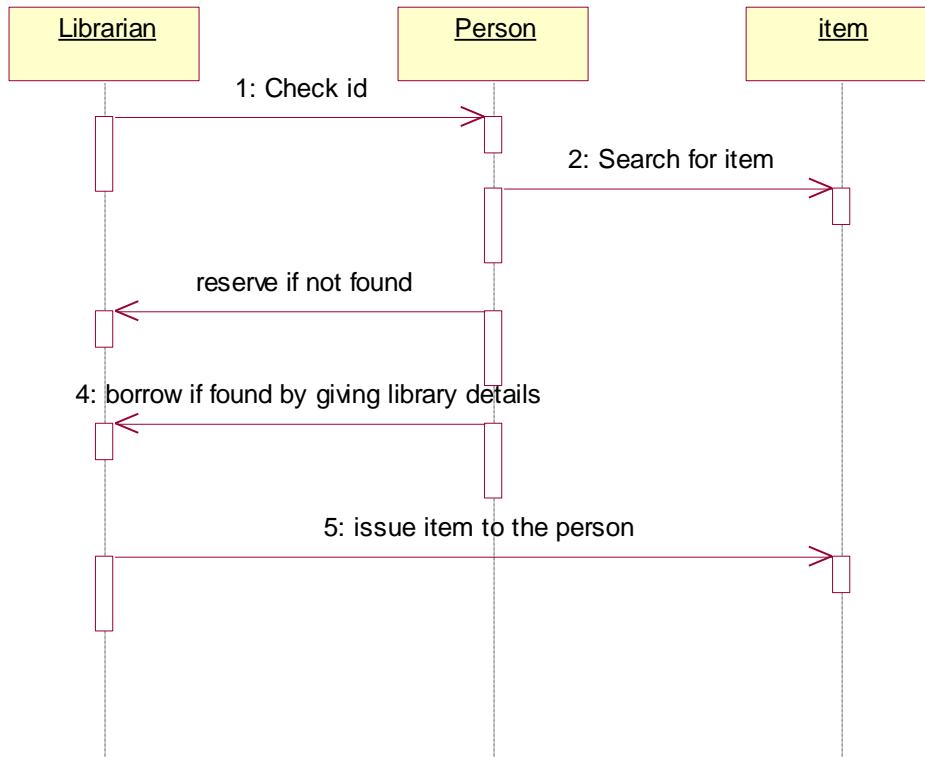 Librarian
Person
item
1: Check id
2: Search for item
reserve if not found
4: borrow if found by giving library details
5: issue item to the person